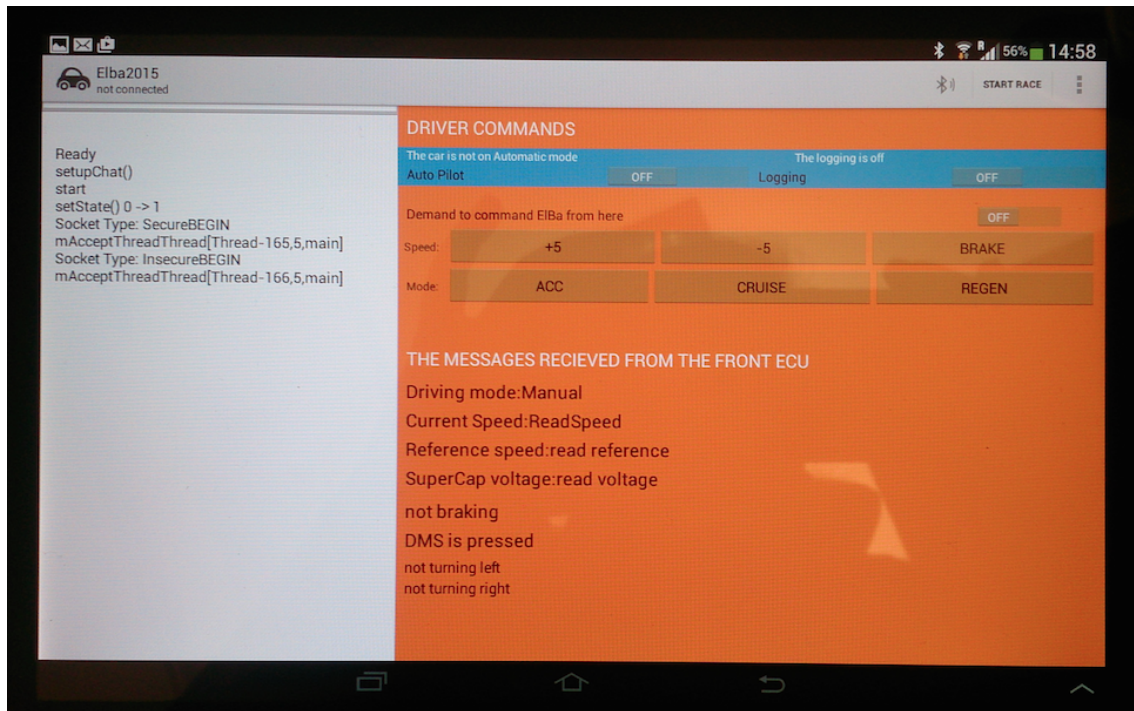 R 56% 14:58
Elba2015
not connected
START RACE
Ready
setupChat()
start
setState() 0 -> 1
Socket Type: SecureBEGIN
mAcceptThreadThread[Thread-165,5,main]
Socket Type: InsecureBEGIN
mAcceptThreadThread[Thread-166,5,main]
DRIVER COMMANDS
The car is not on Automatic mode The logging is off
Auto Pilot OFF Logging OFF
Demand to command ElBa from here OFF
Speed: +5 -5 BRAKE
Mode: ACC CRUISE REGEN
THE MESSAGES RECIEVED FROM THE FRONT ECU
Driving mode:Manual
Current Speed:ReadSpeed
Reference speed:read reference
SuperCap voltage:read voltage
not braking
DMS is pressed
not turning left
not turning right